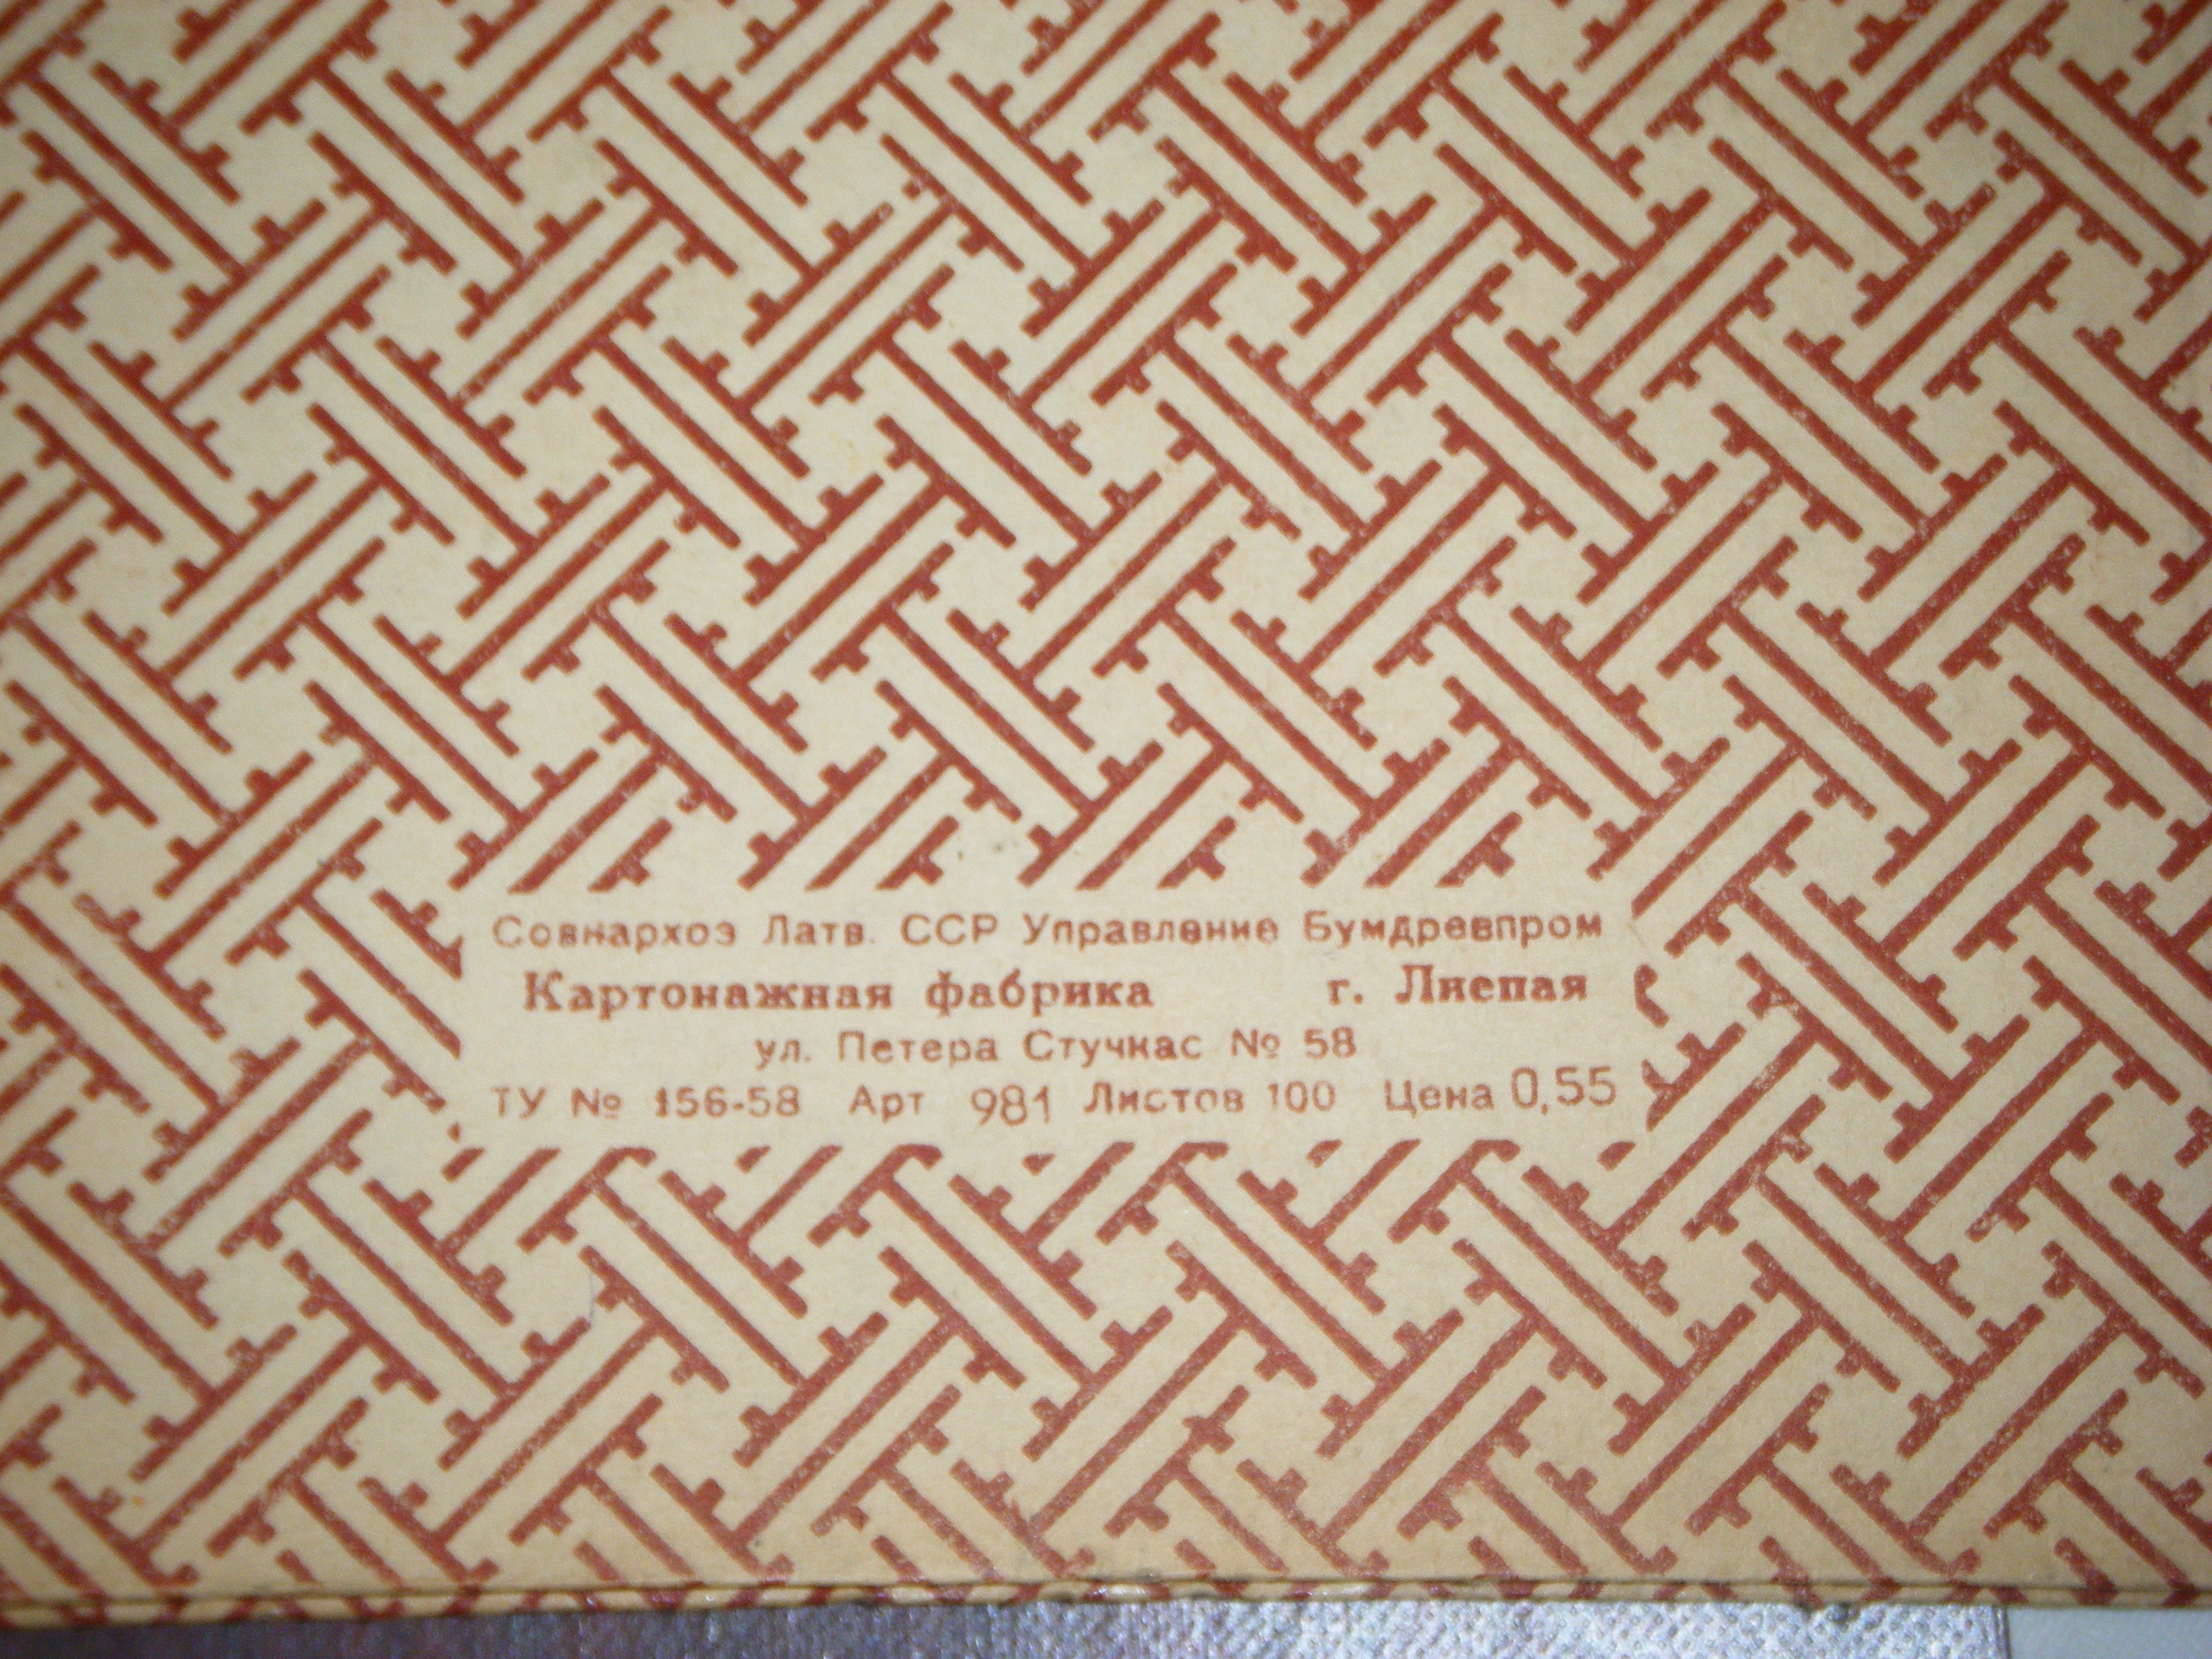 Совнархоз Латв. ССР Управление Бумдревпром
Картонажная фабрика г. Лиепая
ул. Петера Стучкас № 58
ТУ № 156-58 Арт 981 Листов 100 Цена 0,55